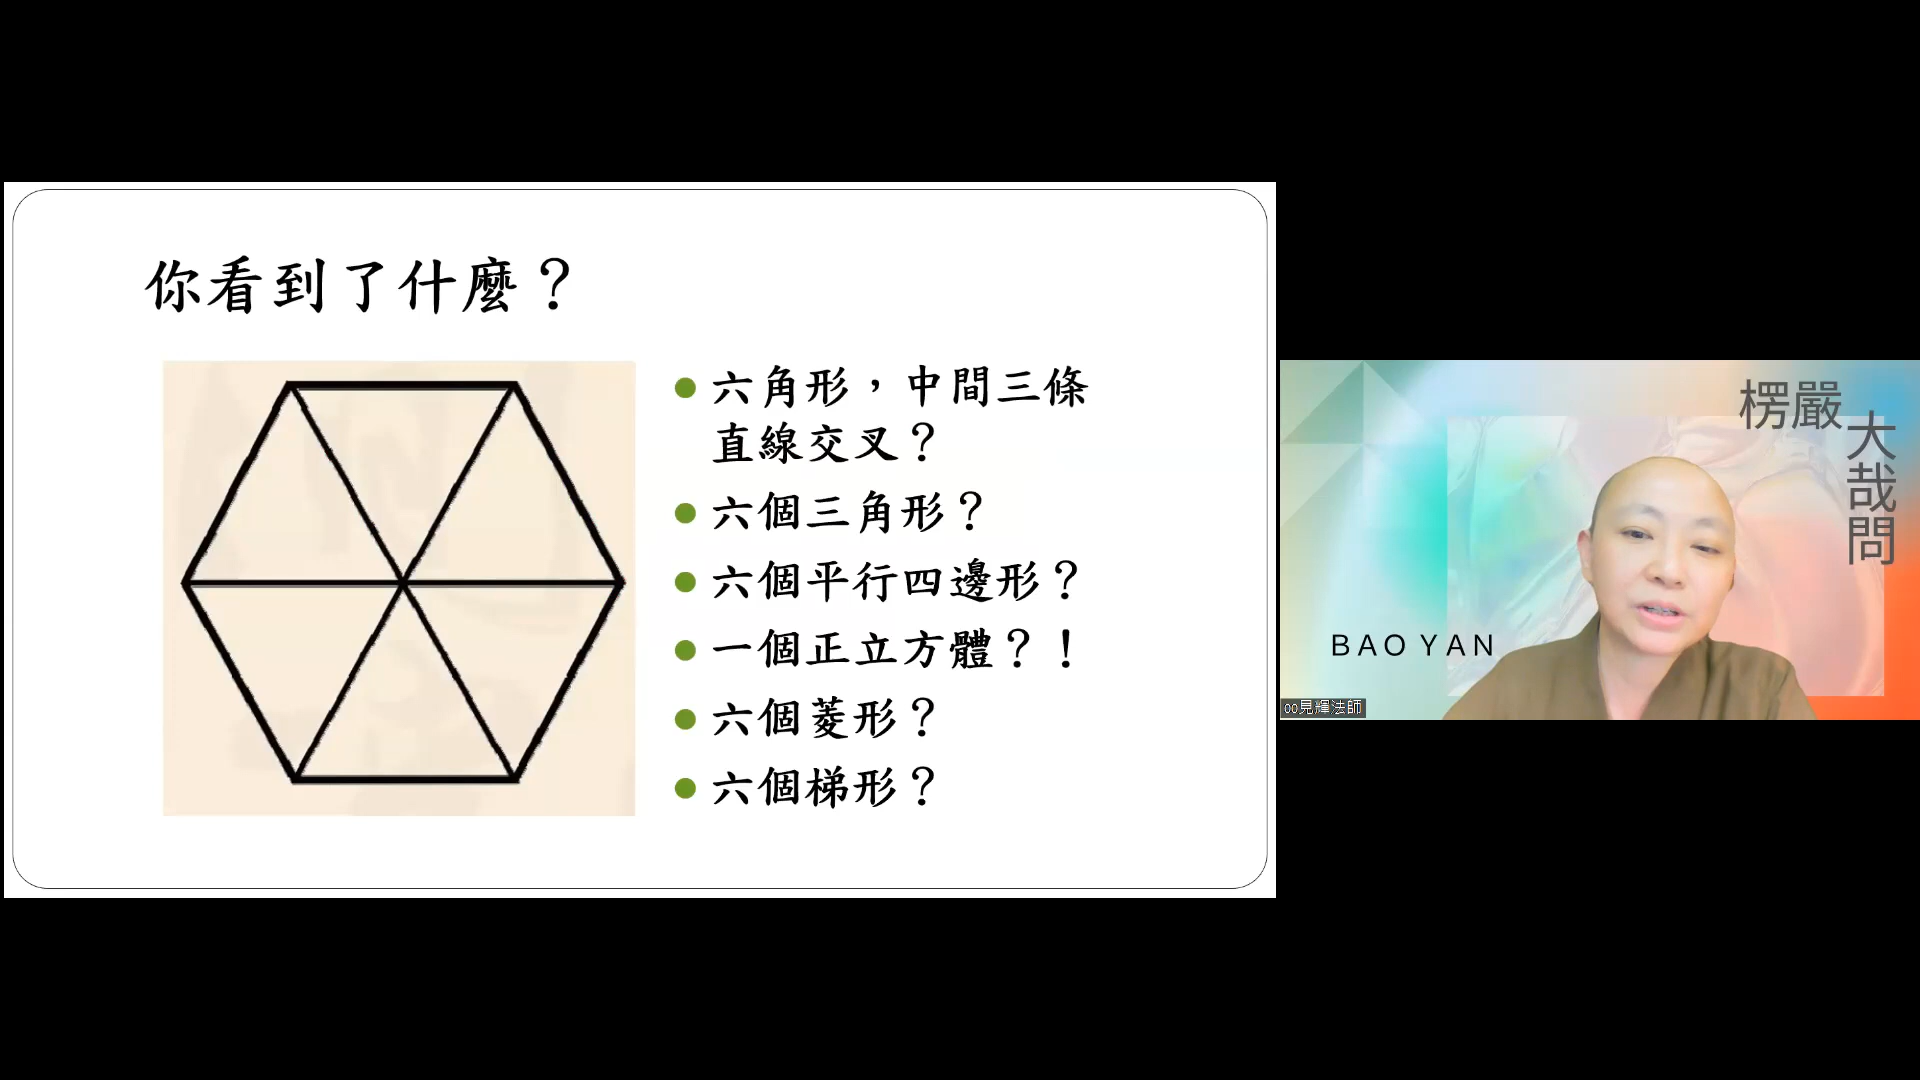 你看到了什麼？
六角形，中間三條
直線交叉？
六個三角形？
六個平行四邊形？
一個正立方體？！
六個菱形？
六個梯形？
楞嚴
大哉問
BAO YAN
oo見輝法師